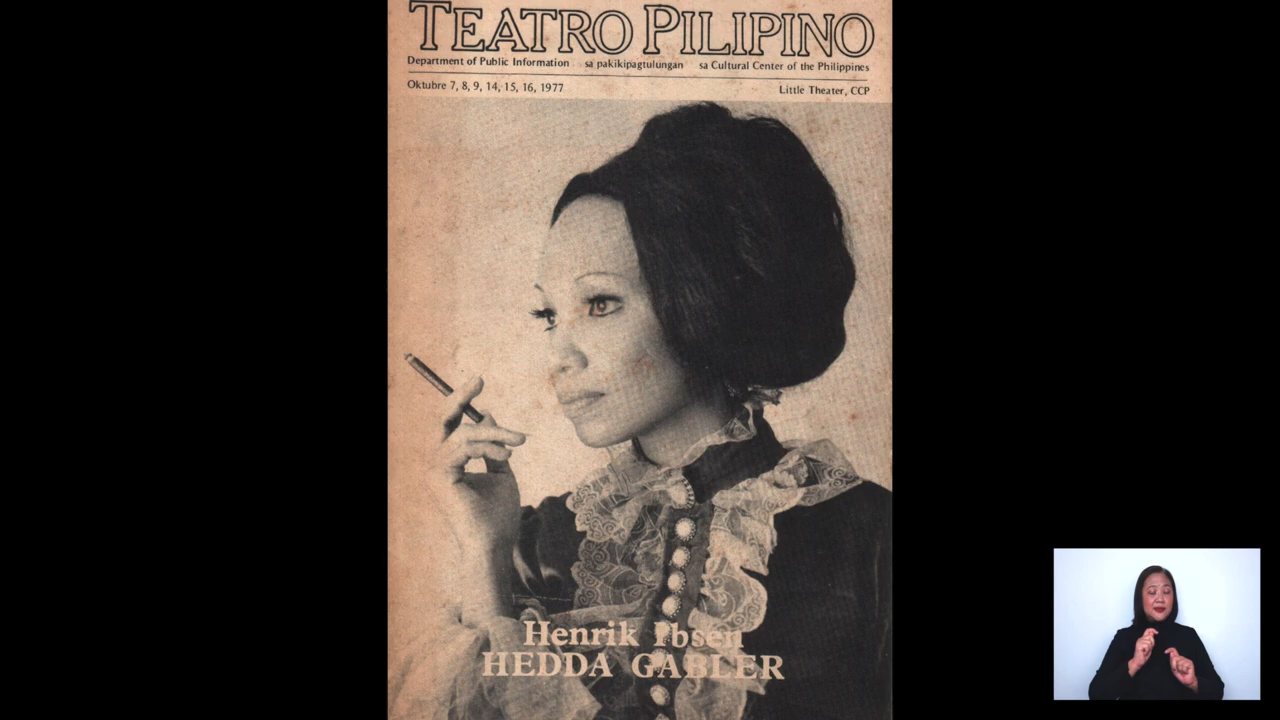 TEATRO PILIPINO
Department of Public Information sa pakikipagtulungan sa Cultural Center of the Philippines
Oktubre 7, 8, 9, 14, 15, 16, 1977 Little Theater, CCP
Henrik Ibsen
HEDDA GABLER